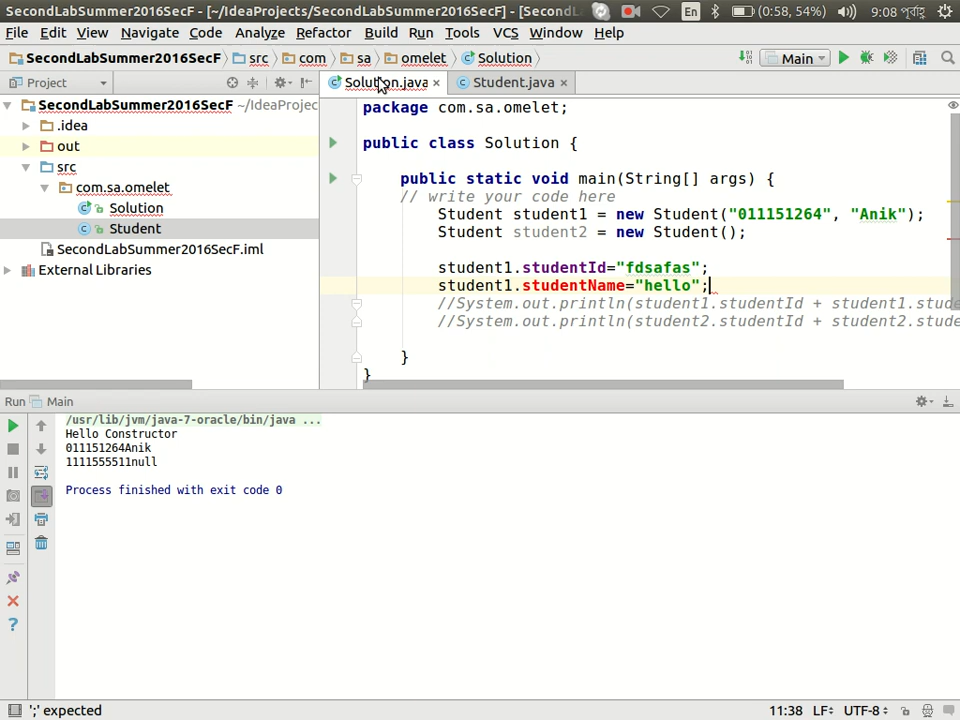 SecondLabSummer2016SecF - [~/IdeaProjects/SecondLabSummer2016SecF] - [SecondL
En
(0:58, 54%)
9:08 পূর্বাহ্ণ
File Edit View Navigate Code Analyze Refactor Build Run Tools VCS Window Help
SecondLabSummer2016SecF src com sa omelet Solution
Main
Project
Solution.java
Student.java
SecondLabSummer2016SecF ~/IdeaProjec
.idea
out
src
com.sa.omelet
Solution
Student
SecondLabSummer2016SecF.iml
External Libraries
package com.sa.omelet;
public class Solution {
public static void main(String[] args) {
// write your code here
Student student1 = new Student("011151264", "Anik");
Student student2 = new Student();
student1.studentId="fdsafas";
student1.studentName="hello";
//System.out.println(student1.studentId + student1.stude
//System.out.println(student2.studentId + student2.stude
}
}
Run Main
/usr/lib/jvm/java-7-oracle/bin/java ...
Hello Constructor
011151264Anik
1111555511null
Process finished with exit code 0
';' expected
11:38 LF÷ UTF-8